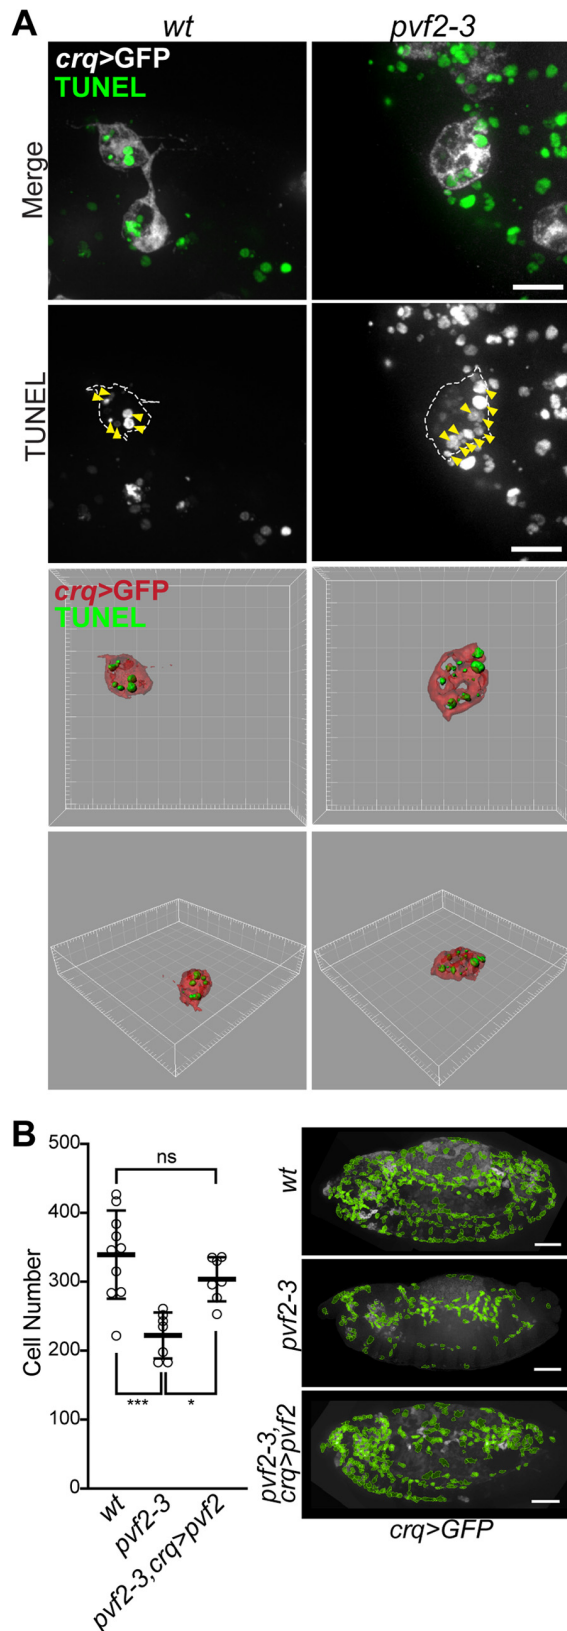 A
wt
pvf2-3
crq>GFP
TUNEL
Merge
TUNEL
crq>GFP
TUNEL
B
500
400
300
200
100
0
Cell Number
ns
***
*
wt
pvf2-3
pvf2-3,crq>pvf2
wt
pvf2-3
pvf2-3,
crq>pvf2
crq>GFP